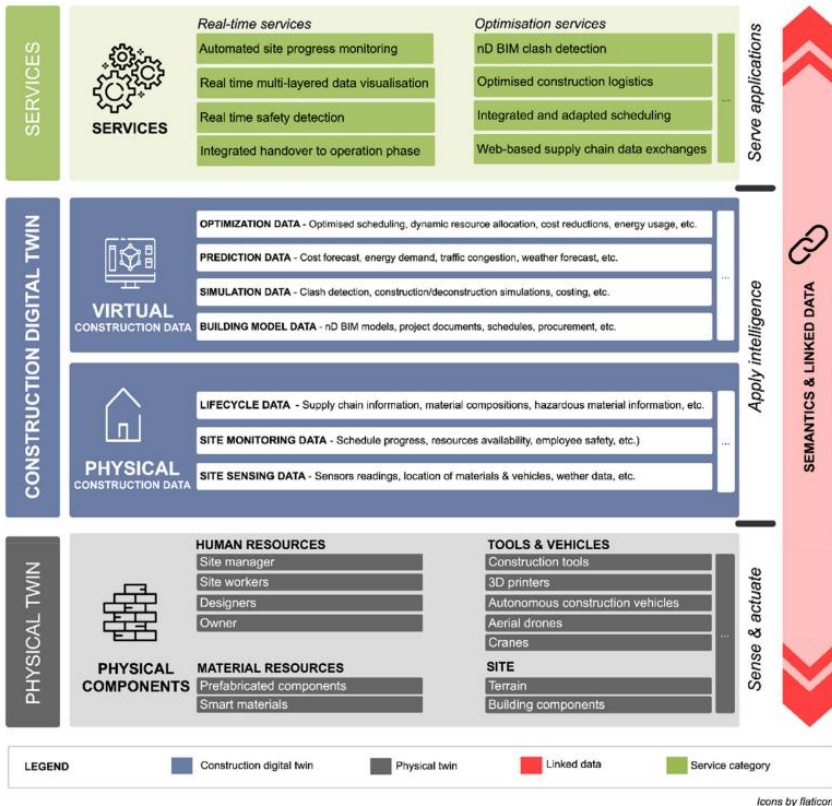 SERVICES
SERVICES
Real-time services
Automated site progress monitoring
Real time multi-layered data visualisation
Real time safety detection
Integrated handover to operation phase
Optimisation services
nD BIM clash detection
Optimised construction logistics
Integrated and adapted scheduling
Web-based supply chain data exchanges
...
Serve applications
CONSTRUCTION DIGITAL TWIN
VIRTUAL
CONSTRUCTION DATA
OPTIMIZATION DATA - Optimised scheduling, dynamic resource allocation, cost reductions, energy usage, etc.
PREDICTION DATA - Cost forecast, energy demand, traffic congestion, weather forecast, etc.
SIMULATION DATA - Clash detection, construction/deconstruction simulations, costing, etc.
BUILDING MODEL DATA - nD BIM models, project documents, schedules, procurement, etc.
...
PHYSICAL
CONSTRUCTION DATA
LIFECYCLE DATA - Supply chain information, material compositions, hazardous material information, etc.
SITE MONITORING DATA - Schedule progress, resources availability, employee safety, etc.)
SITE SENSING DATA - Sensors readings, location of materials & vehicles, wether data, etc.
...
Apply intelligence
PHYSICAL TWIN
PHYSICAL
COMPONENTS
HUMAN RESOURCES
Site manager
Site workers
Designers
Owner
MATERIAL RESOURCES
Prefabricated components
Smart materials
TOOLS & VEHICLES
Construction tools
3D printers
Autonomous construction vehicles
Aerial drones
Cranes
SITE
Terrain
Building components
...
Sense & actuate
SEMANTICS & LINKED DATA
LEGEND
Construction digital twin
Physical twin
Linked data
Service category
Icons by flaticon